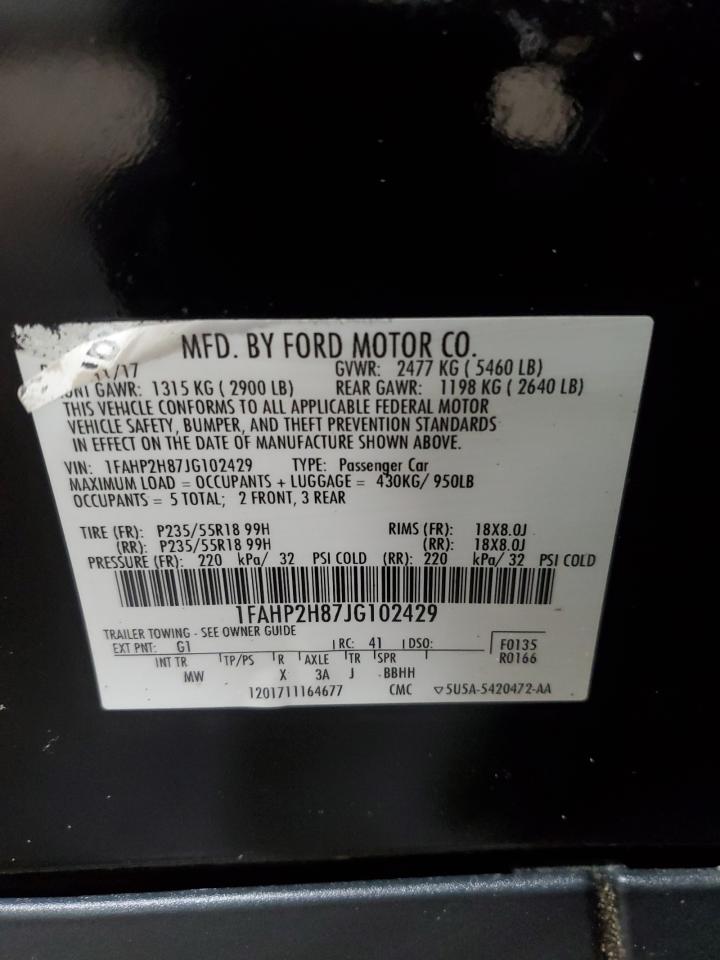 MFD. BY FORD MOTOR CO.
11/17 GVWR: 2477 KG ( 5460 LB)
GAWR: 1315 KG ( 2900 LB) REAR GAWR: 1198 KG ( 2640 LB)
THIS VEHICLE CONFORMS TO ALL APPLICABLE FEDERAL MOTOR
VEHICLE SAFETY, BUMPER, AND THEFT PREVENTION STANDARDS
IN EFFECT ON THE DATE OF MANUFACTURE SHOWN ABOVE.
VIN: 1FAHP2H87JG102429 TYPE: Passenger Car
MAXIMUM LOAD = OCCUPANTS + LUGGAGE = 430KG/ 950LB
OCCUPANTS = 5 TOTAL; 2 FRONT, 3 REAR
TIRE (FR): P235/55R18 99H RIMS (FR): 18X8.0J
(RR): P235/55R18 99H (RR): 18X8.0J
PRESSURE (FR): 220 kPa/ 32 PSI COLD (RR): 220 kPa/ 32 PSI COLD
1FAHP2H87JG102429
TRAILER TOWING - SEE OWNER GUIDE
EXT PNT: G1 RC: 41 DSO: F0135
INT TR TP/PS R AXLE TR SPR R0166
MW X 3A J BBHH
1201711164677 CMC ▽5U5A-5420472-AA